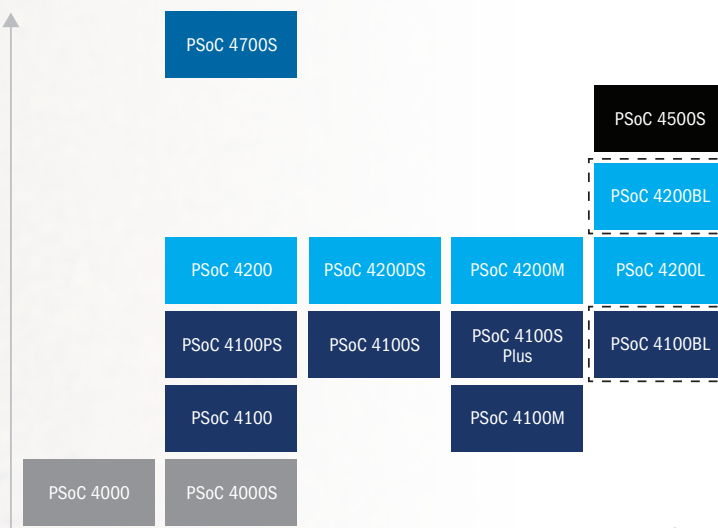 PSoC 4700S
PSoC 4500S
PSoC 4200BL
PSoC 4200
PSoC 4200DS
PSoC 4200M
PSoC 4200L
PSoC 4100PS
PSoC 4100S
PSoC 4100S
Plus
PSoC 4100BL
PSoC 4100
PSoC 4100M
PSoC 4000
PSoC 4000S